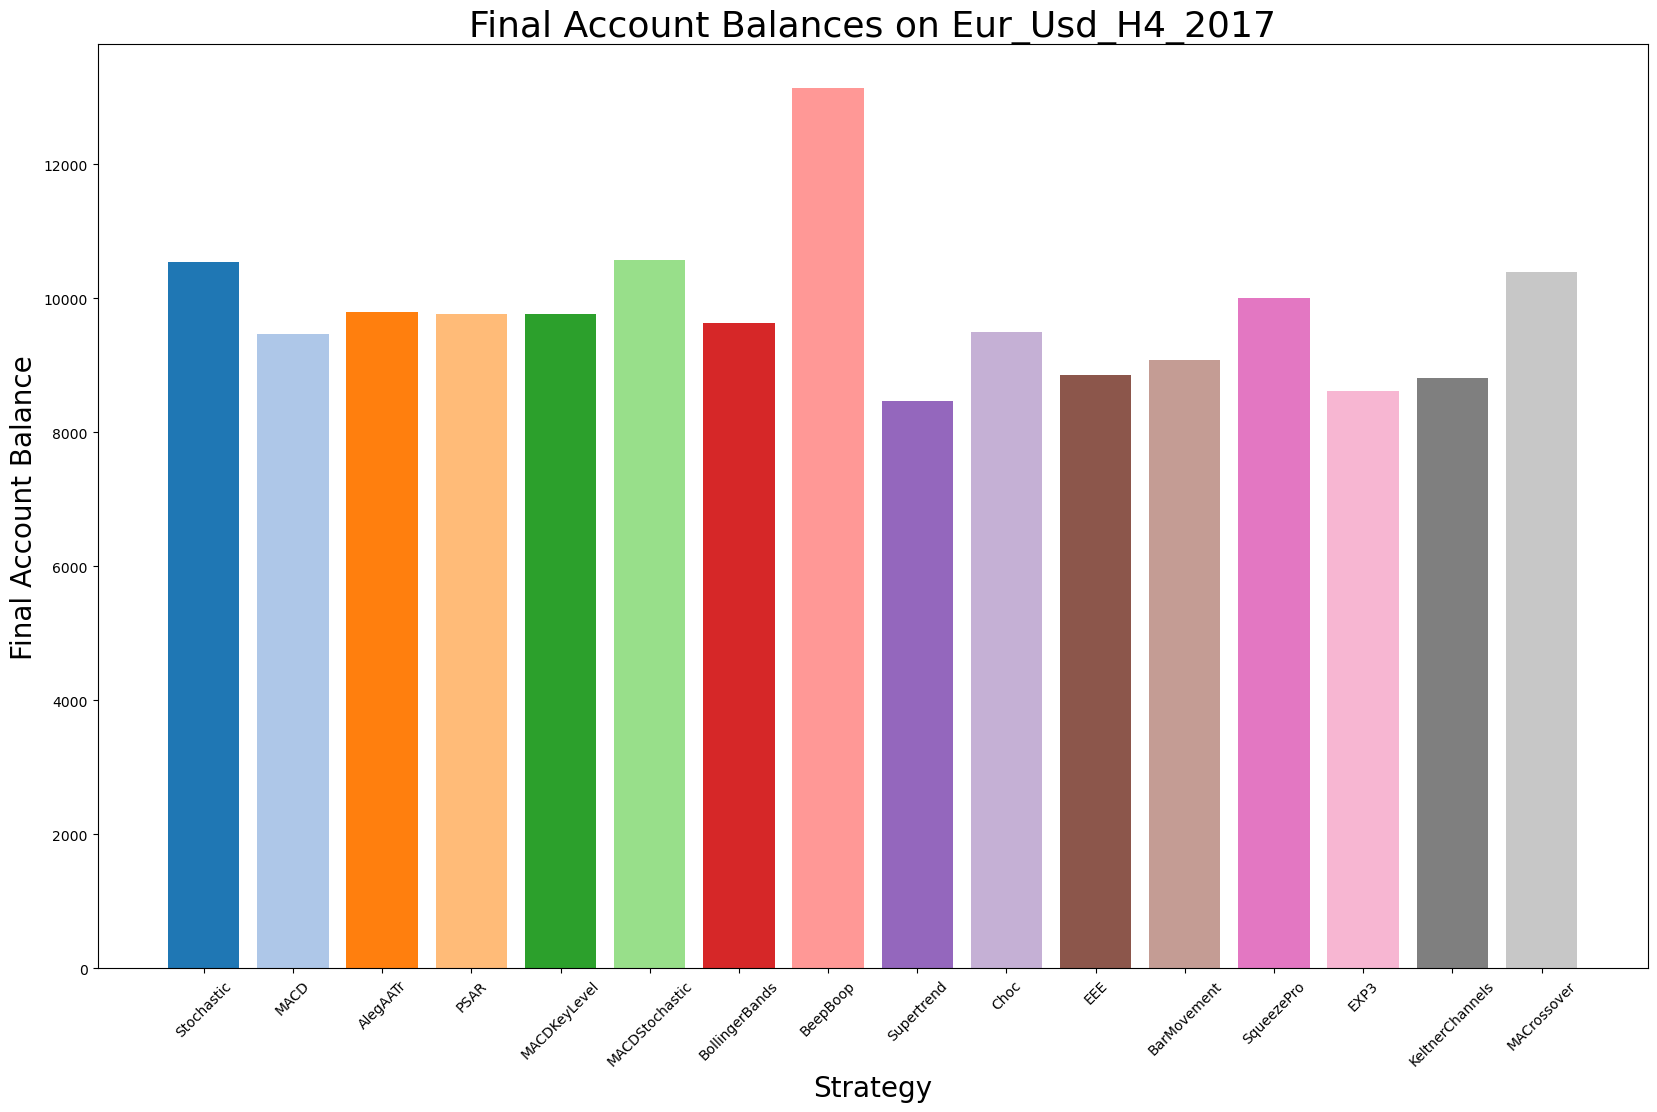 Final Account Balances on Eur_Usd_H4_2017
Final Account Balance
12000
10000
8000
6000
4000
2000
0
Stochastic
MACD
AlegAATr
PSAR
MACDKeyLevel
MACDStochastic
BollingerBands
BeepBoop
Supertrend
Choc
EEE
BarMovement
SqueezePro
EXP3
KeltnerChannels
MACrossover
Strategy